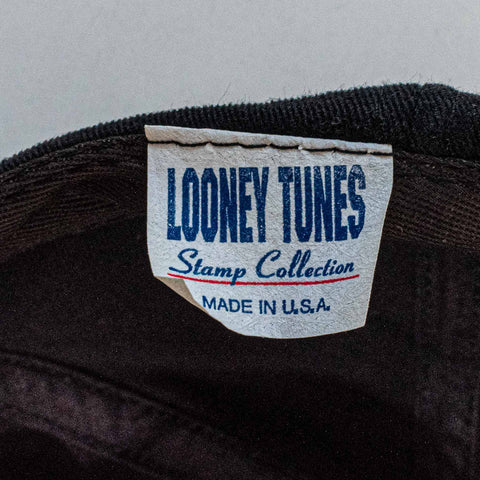 LOONEY TUNES
Stamp Collection
MADE IN U.S.A.